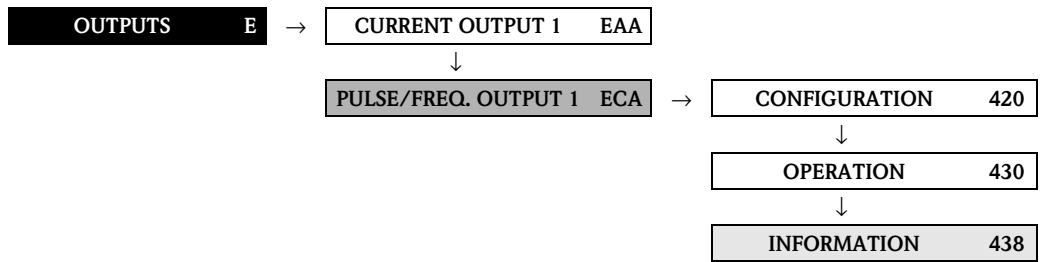 OUTPUTS E → CURRENT OUTPUT 1 EAA
↓
PULSE/FREQ. OUTPUT 1 ECA → CONFIGURATION 420
↓
OPERATION 430
↓
INFORMATION 438